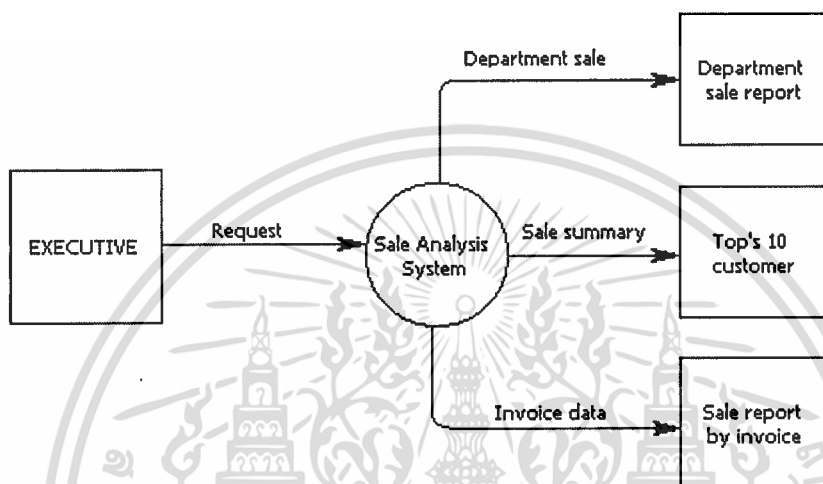 Department sale
Department
sale report
EXECUTIVE
Request
Sale Analysis
System
Sale summary
Top's 10
customer
Invoice data
Sale report
by invoice